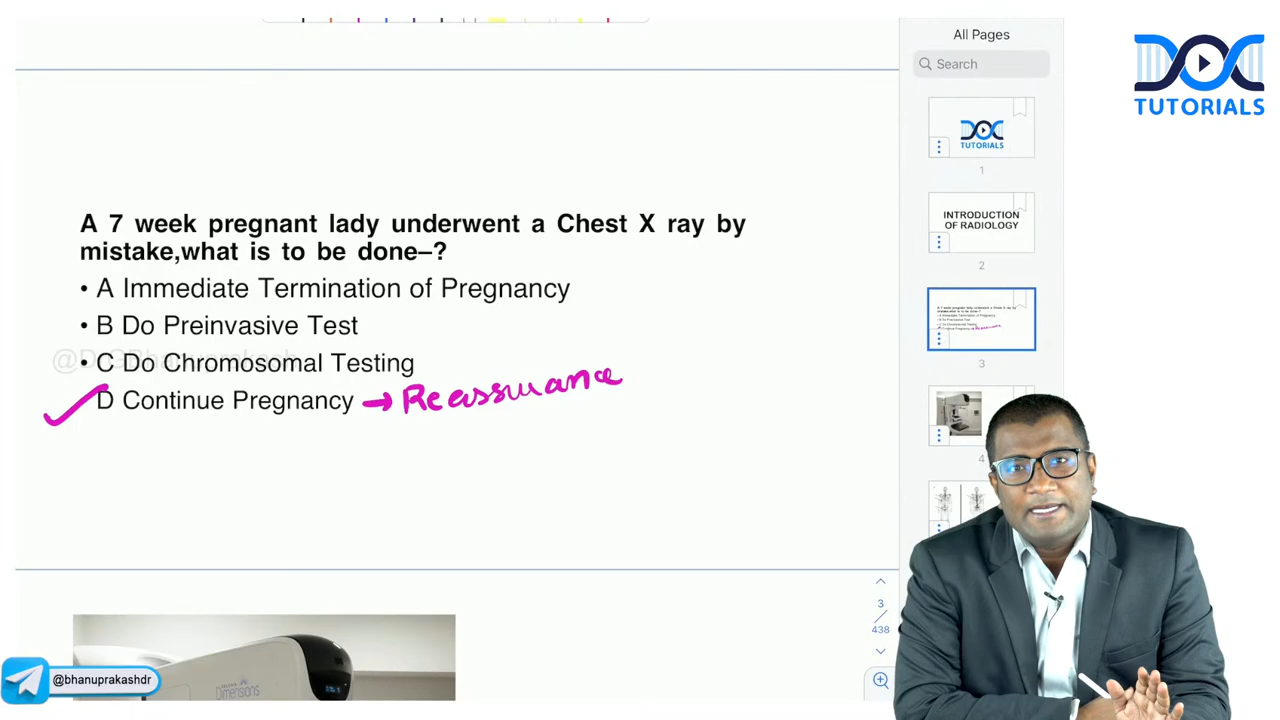 All Pages
Search
TUTORIALS
TUTORIALS
1
INTRODUCTION
OF RADIOLOGY
2
A 7 week pregnant lady underwent a Chest X ray by
mistake,what is to be done–?
• A Immediate Termination of Pregnancy
• B Do Preinvasive Test
• C Do Chromosomal Testing
D Continue Pregnancy → Reassurance
3
4
3
438
Dimensions
@bhanuprakashdr